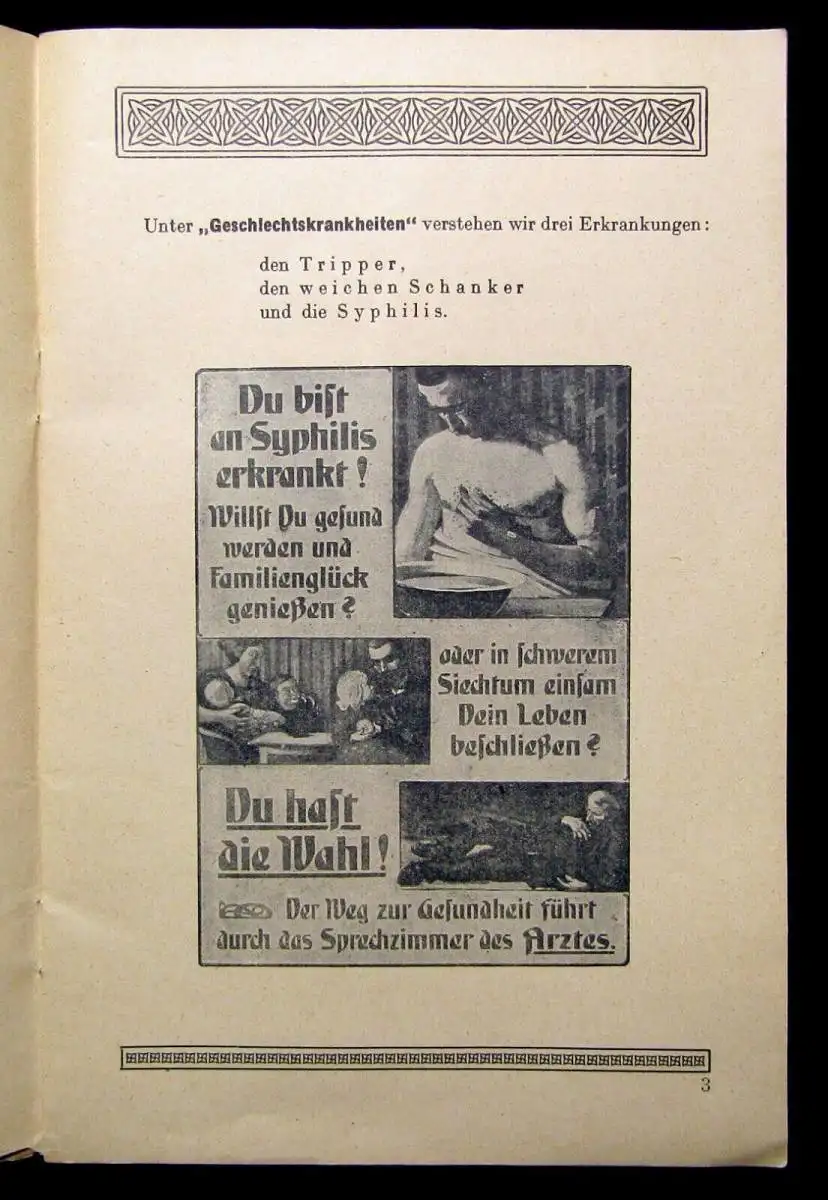 Unter „Geschlechtskrankheiten“ verstehen wir drei Erkrankungen:
den Tripper,
den weichen Schanker
und die Syphilis.
Du biſt
an Syphilis
erkrankt!
Willſt Du geſund
werden und
Familienglück
genießen?
oder in ſchwerem
Siechtum einſam
Dein Leben
beſchließen?
Du haſt
die Wahl!
Der Weg zur Geſundheit führt
durch das Sprechzimmer des Arztes.
3